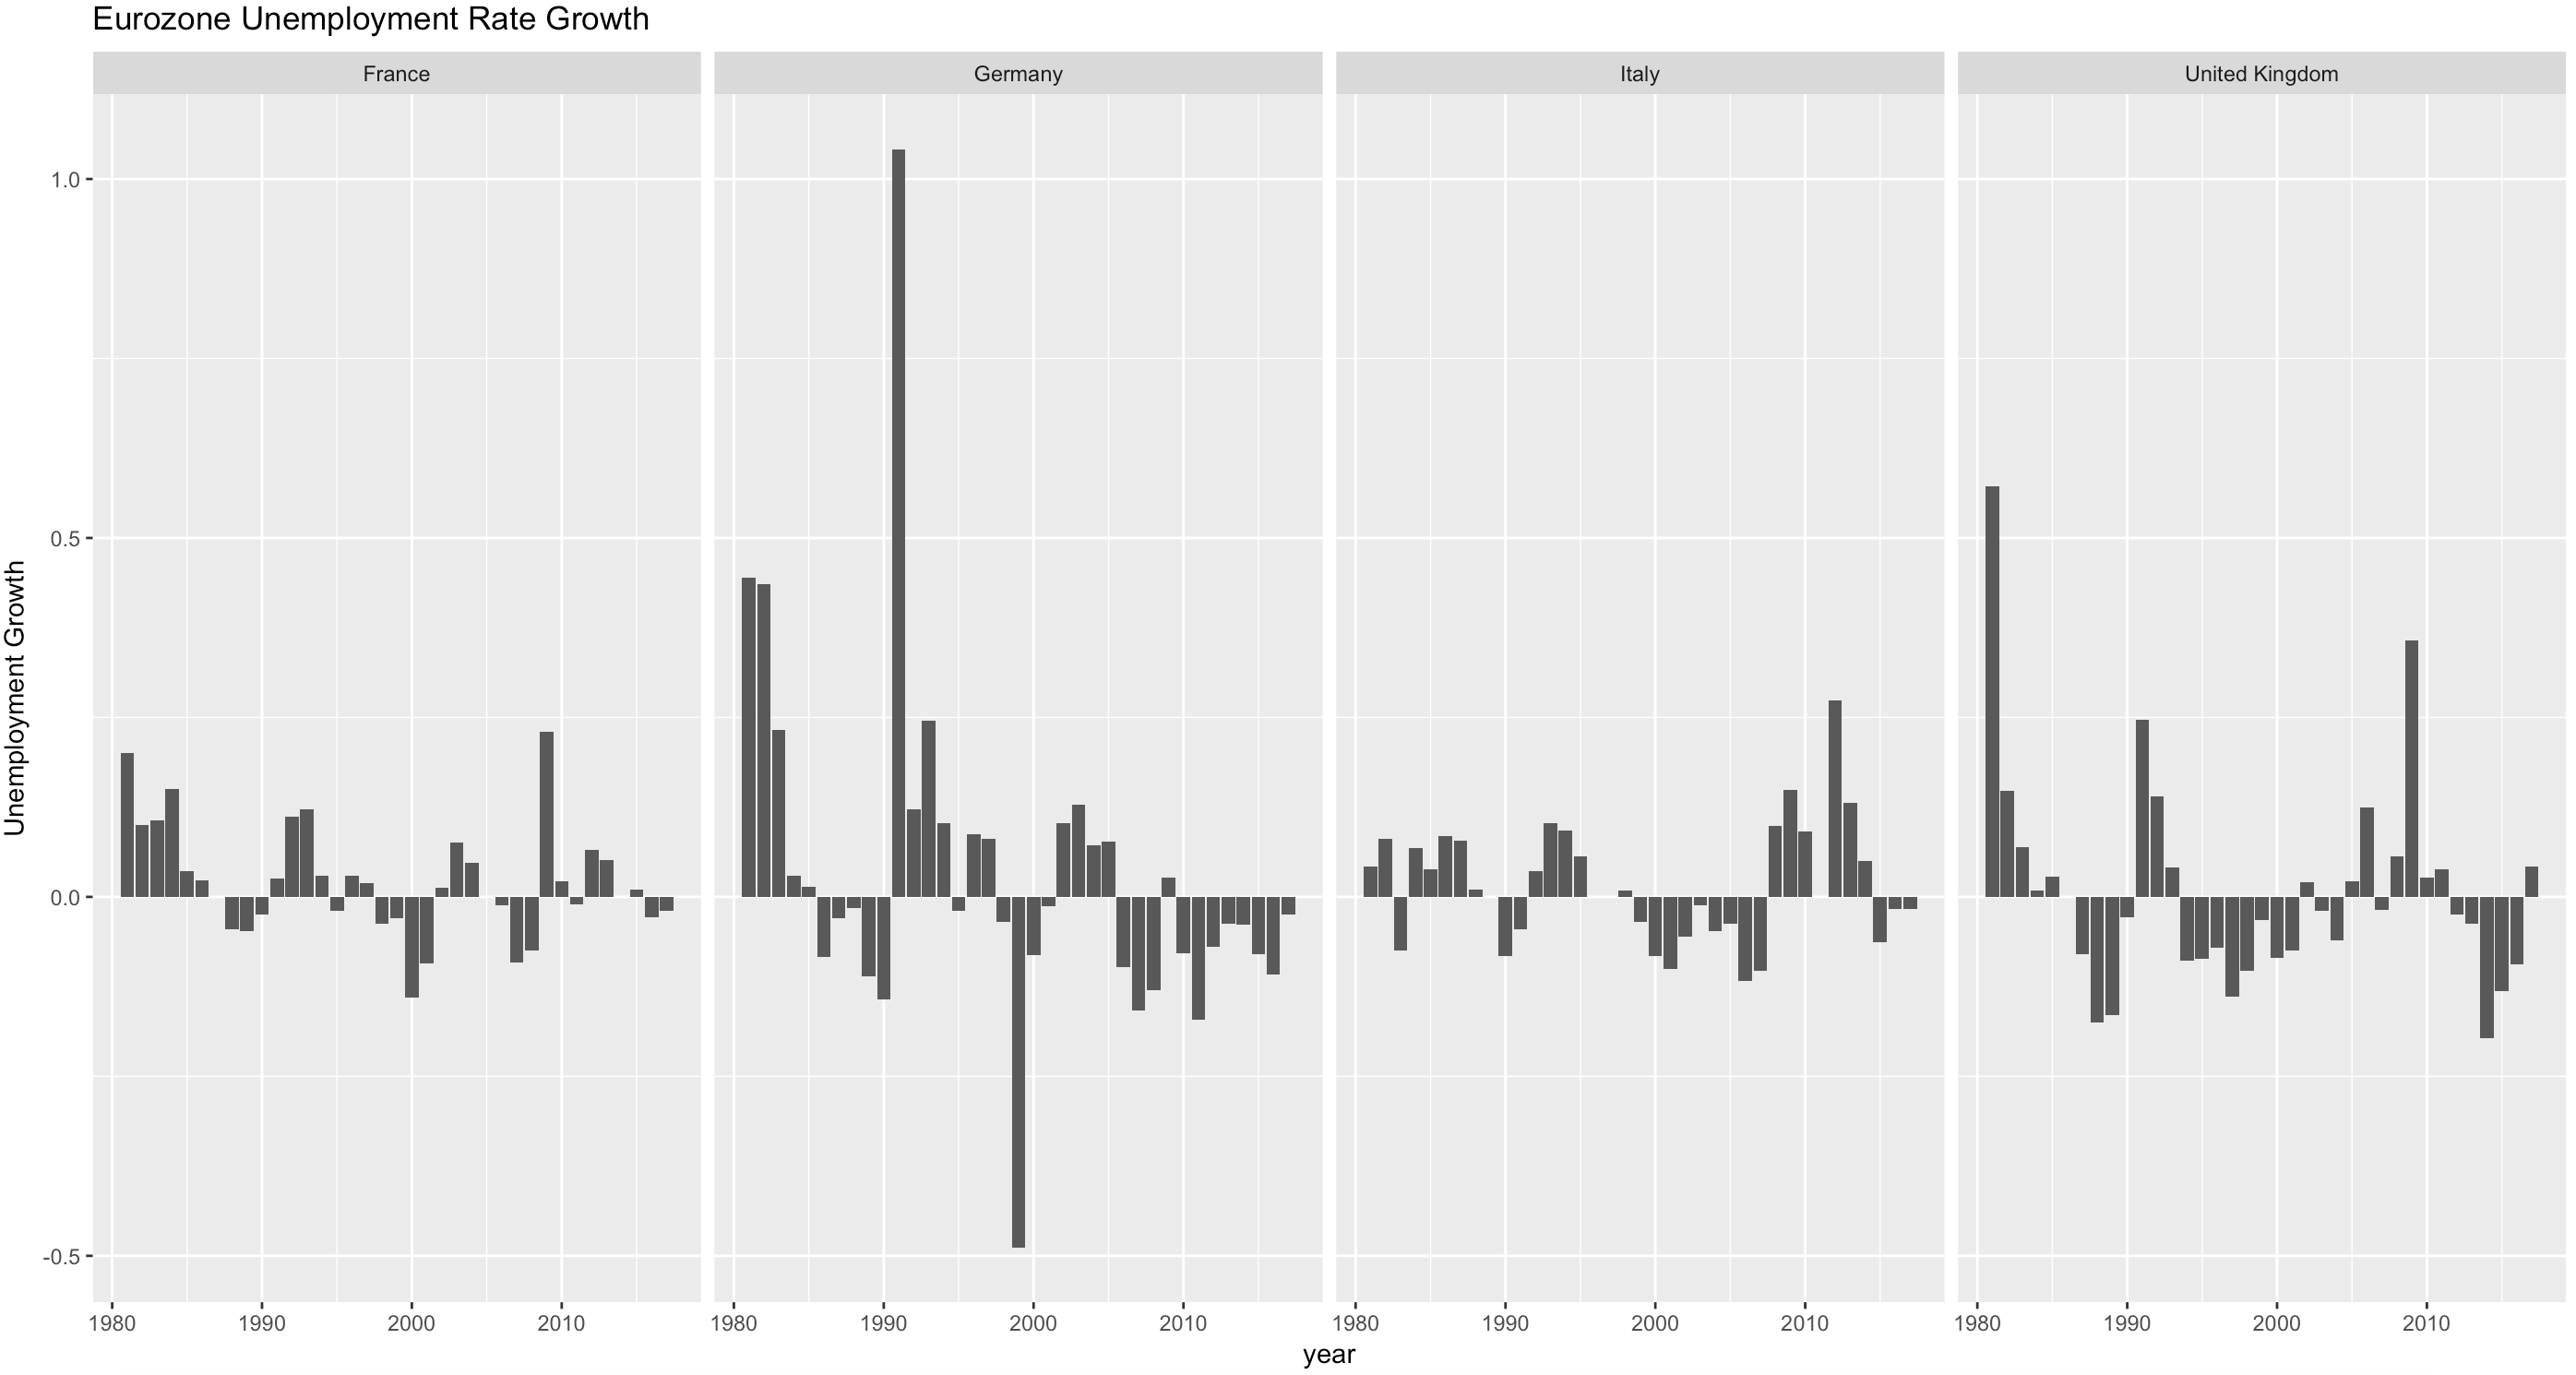 Eurozone Unemployment Rate Growth
France Germany Italy United Kingdom
Unemployment Growth
1.0
0.5
0.0
-0.5
1980 1990 2000 2010 1980 1990 2000 2010 1980 1990 2000 2010 1980 1990 2000 2010
year